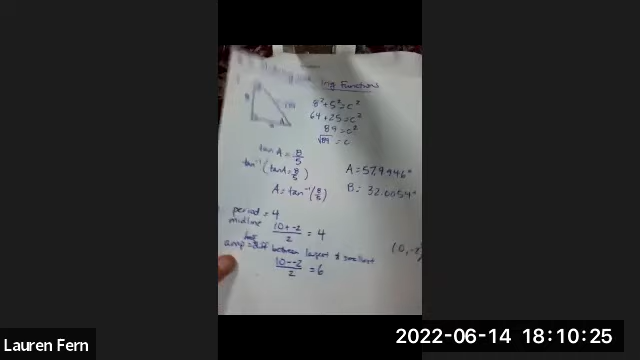 Trig Functions
8² + 5² = c²
64 + 25 = c²
89 = c²
√89 = c
8
√89
A
tan A = 8/5
tan⁻¹(tan A = 8/5)
A = tan⁻¹(8/5)
A = 57.9946°
B = 32.0054°
period = 4
midline
10 + -2 / 2 = 4
(0, -2
half
amp = diff between largest & smallest
10 - -2 / 2 = 6
Lauren Fern
2022-06-14 18:10:25